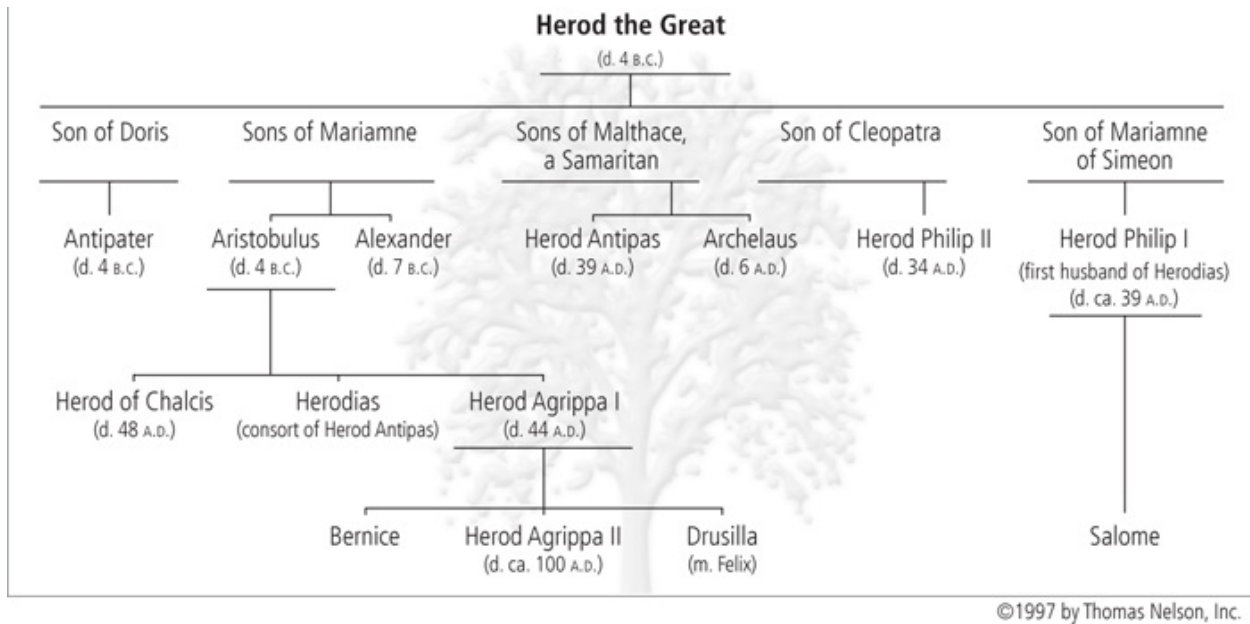 Herod the Great
(d. 4 B.C.)
Son of Doris
Sons of Mariamne
Sons of Malthace,
a Samaritan
Son of Cleopatra
Son of Mariamne
of Simeon
Antipater
(d. 4 B.C.)
Aristobulus
(d. 4 B.C.)
Alexander
(d. 7 B.C.)
Herod Antipas
(d. 39 A.D.)
Archelaus
(d. 6 A.D.)
Herod Philip II
(d. 34 A.D.)
Herod Philip I
(first husband of Herodias)
(d. ca. 39 A.D.)
Herod of Chalcis
(d. 48 A.D.)
Herodias
(consort of Herod Antipas)
Herod Agrippa I
(d. 44 A.D.)
Bernice
Herod Agrippa II
(d. ca. 100 A.D.)
Drusilla
(m. Felix)
Salome
©1997 by Thomas Nelson, Inc.